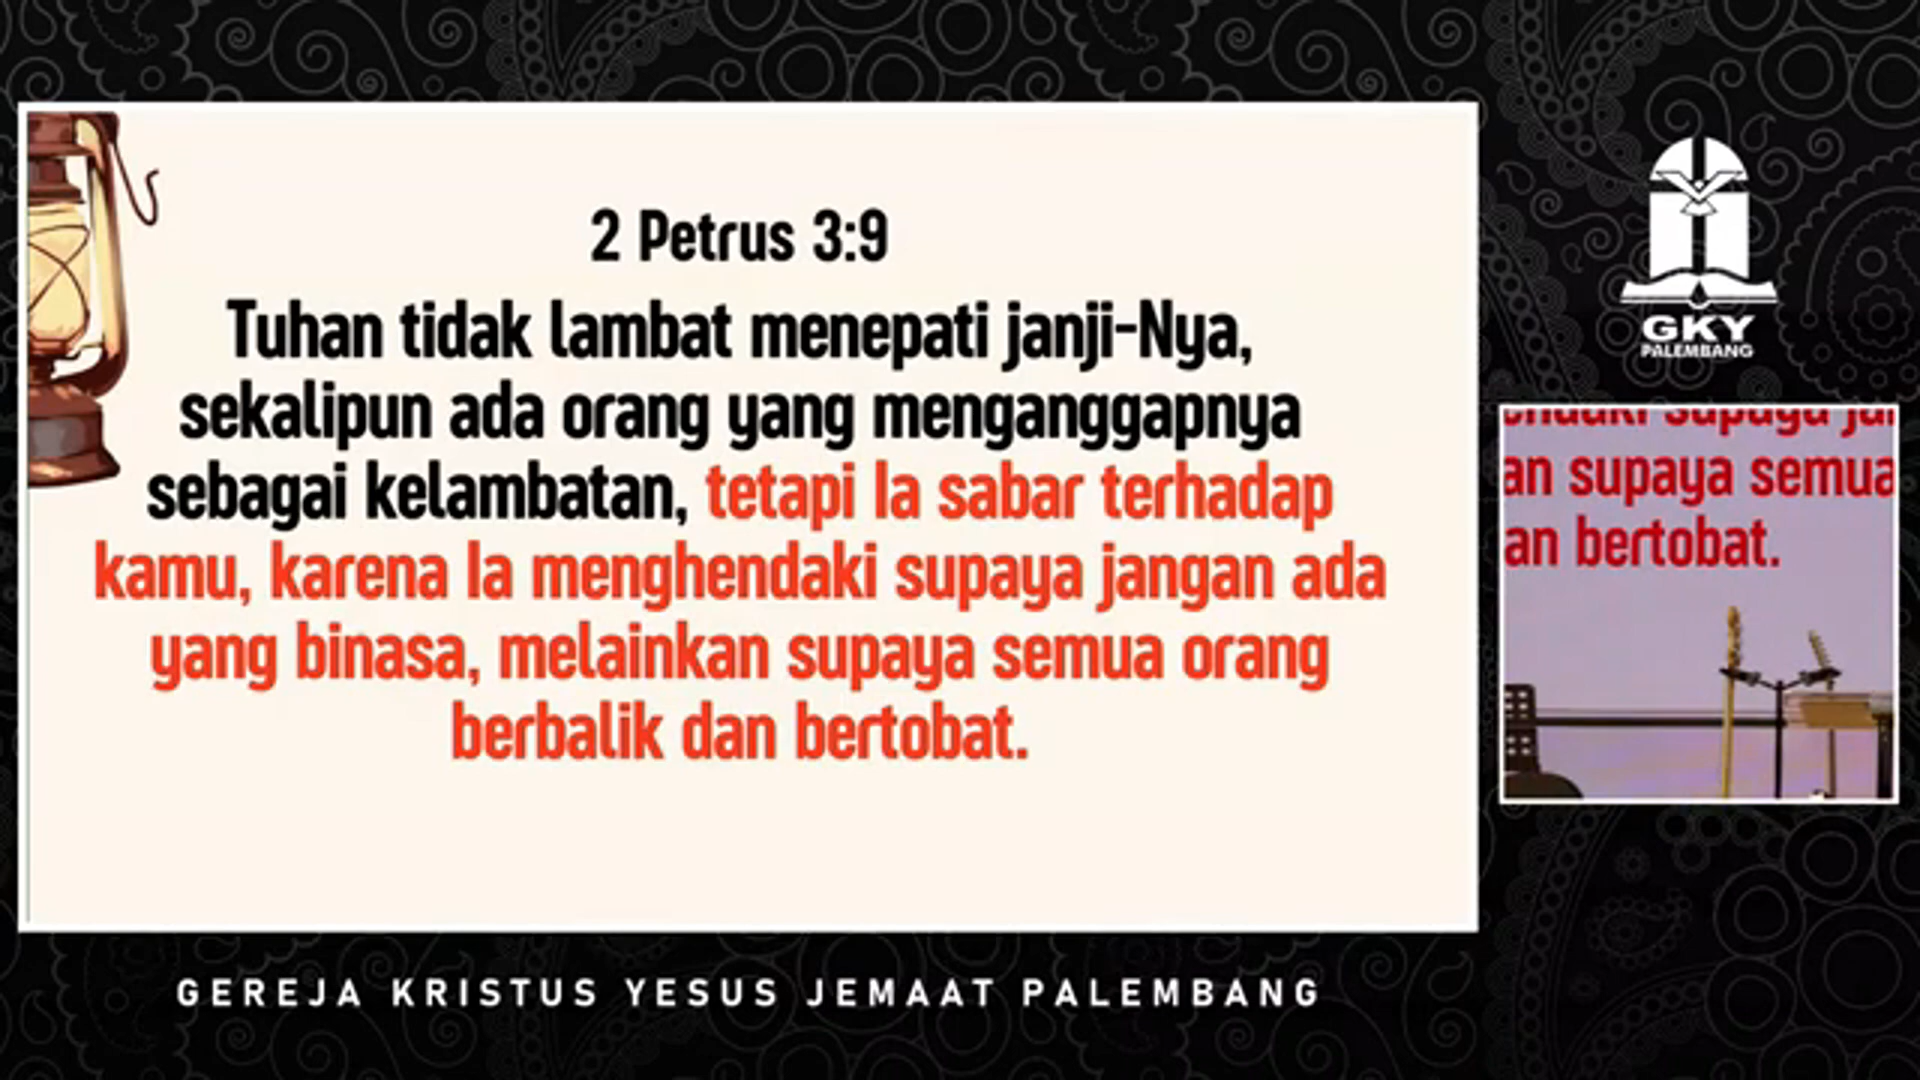 2 Petrus 3:9
Tuhan tidak lambat menepati janji-Nya,
sekalipun ada orang yang menganggapnya
sebagai kelambatan, tetapi Ia sabar terhadap
kamu, karena Ia menghendaki supaya jangan ada
yang binasa, melainkan supaya semua orang
berbalik dan bertobat.
GKY
PALEMBANG
supaya
an supaya semua
an bertobat.
GEREJA KRISTUS YESUS JEMAAT PALEMBANG